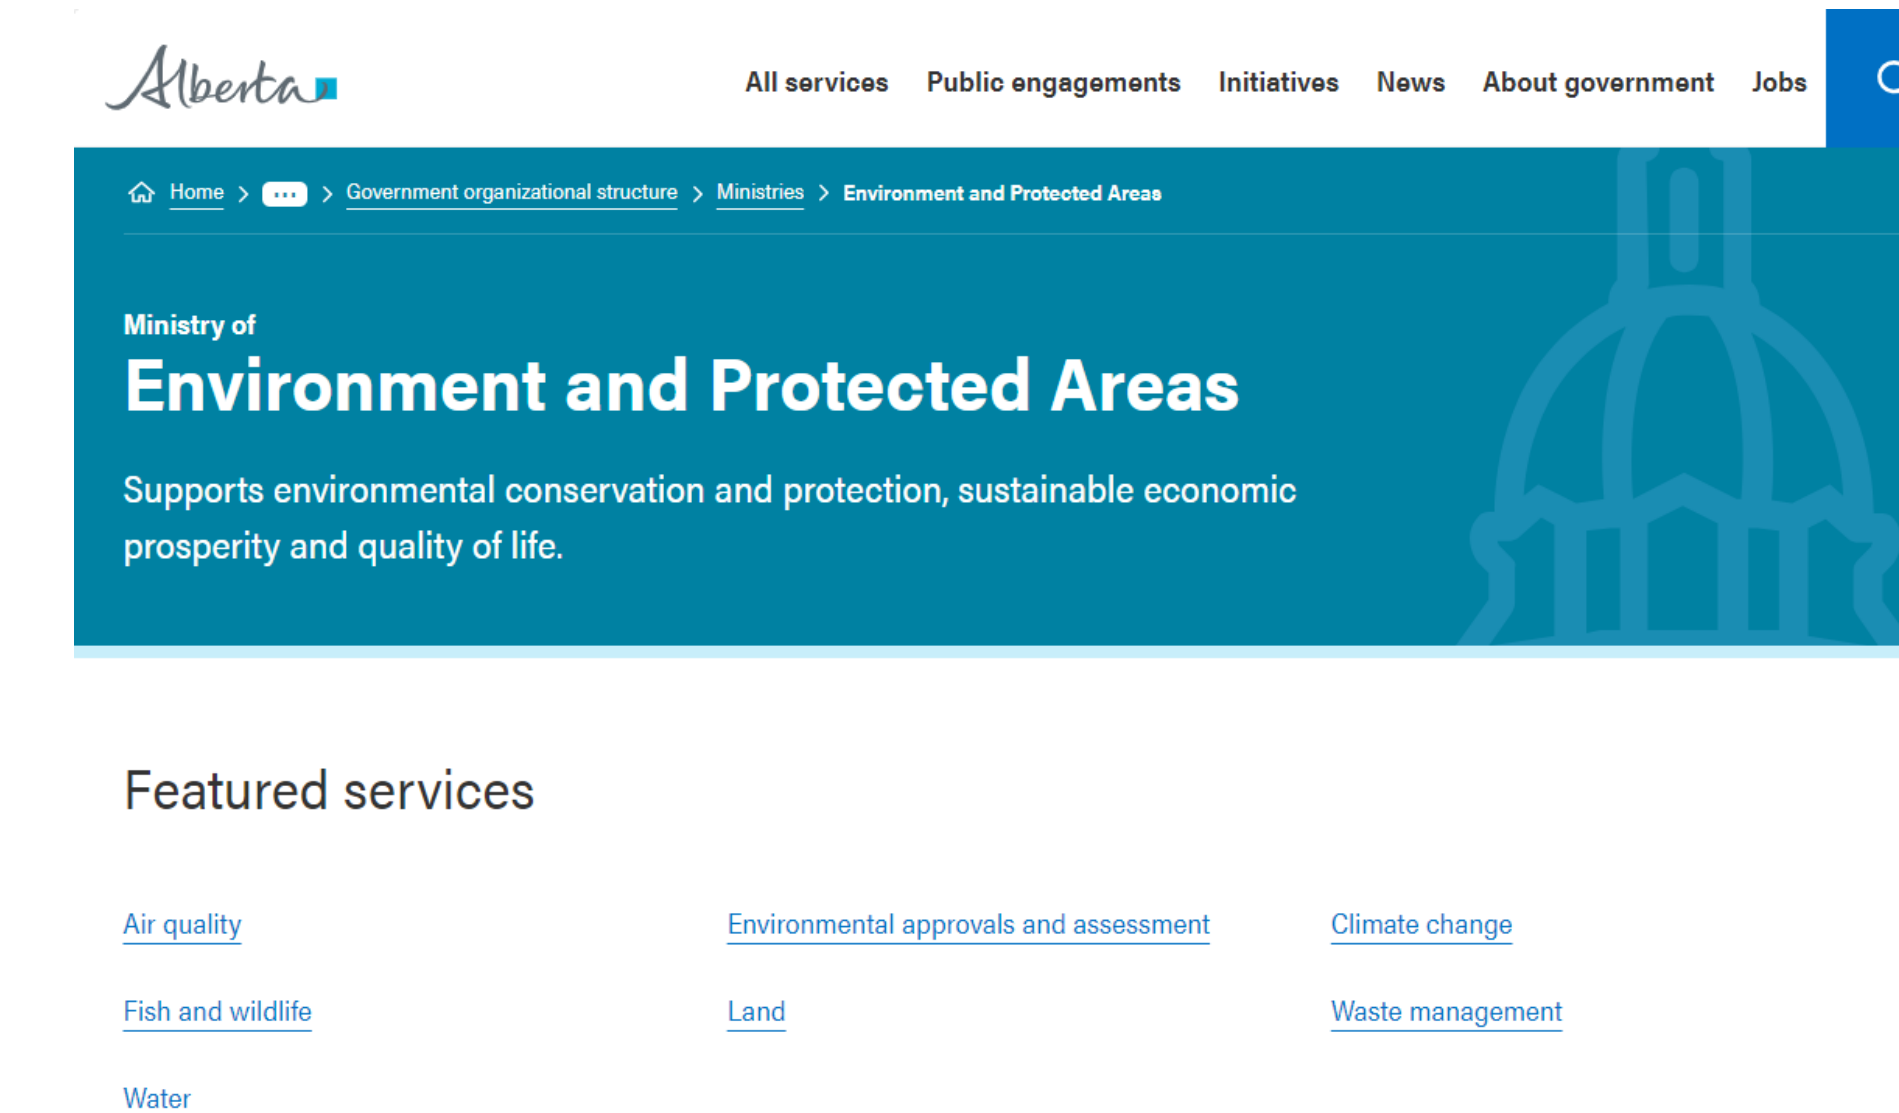 Alberta
All services Public engagements Initiatives News About government Jobs
Home > ... > Government organizational structure > Ministries > Environment and Protected Areas
Ministry of
Environment and Protected Areas
Supports environmental conservation and protection, sustainable economic
prosperity and quality of life.
Featured services
Air quality Environmental approvals and assessment Climate change
Fish and wildlife Land Waste management
Water